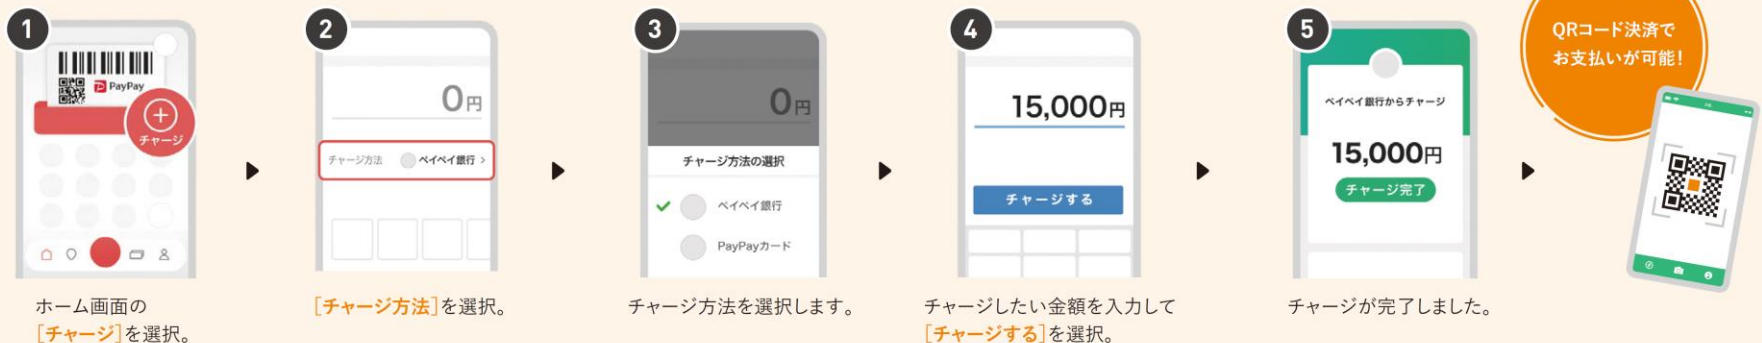 1
PayPay
チャージ
ホーム画面の
[チャージ]を選択。
2
0円
チャージ方法 ペイペイ銀行 >
[チャージ方法]を選択。
3
0円
チャージ方法の選択
ペイペイ銀行
PayPayカード
チャージ方法を選択します。
4
15,000円
チャージする
チャージしたい金額を入力して
[チャージする]を選択。
5
ペイペイ銀行からチャージ
15,000円
チャージ完了
チャージが完了しました。
QRコード決済で
お支払いが可能!